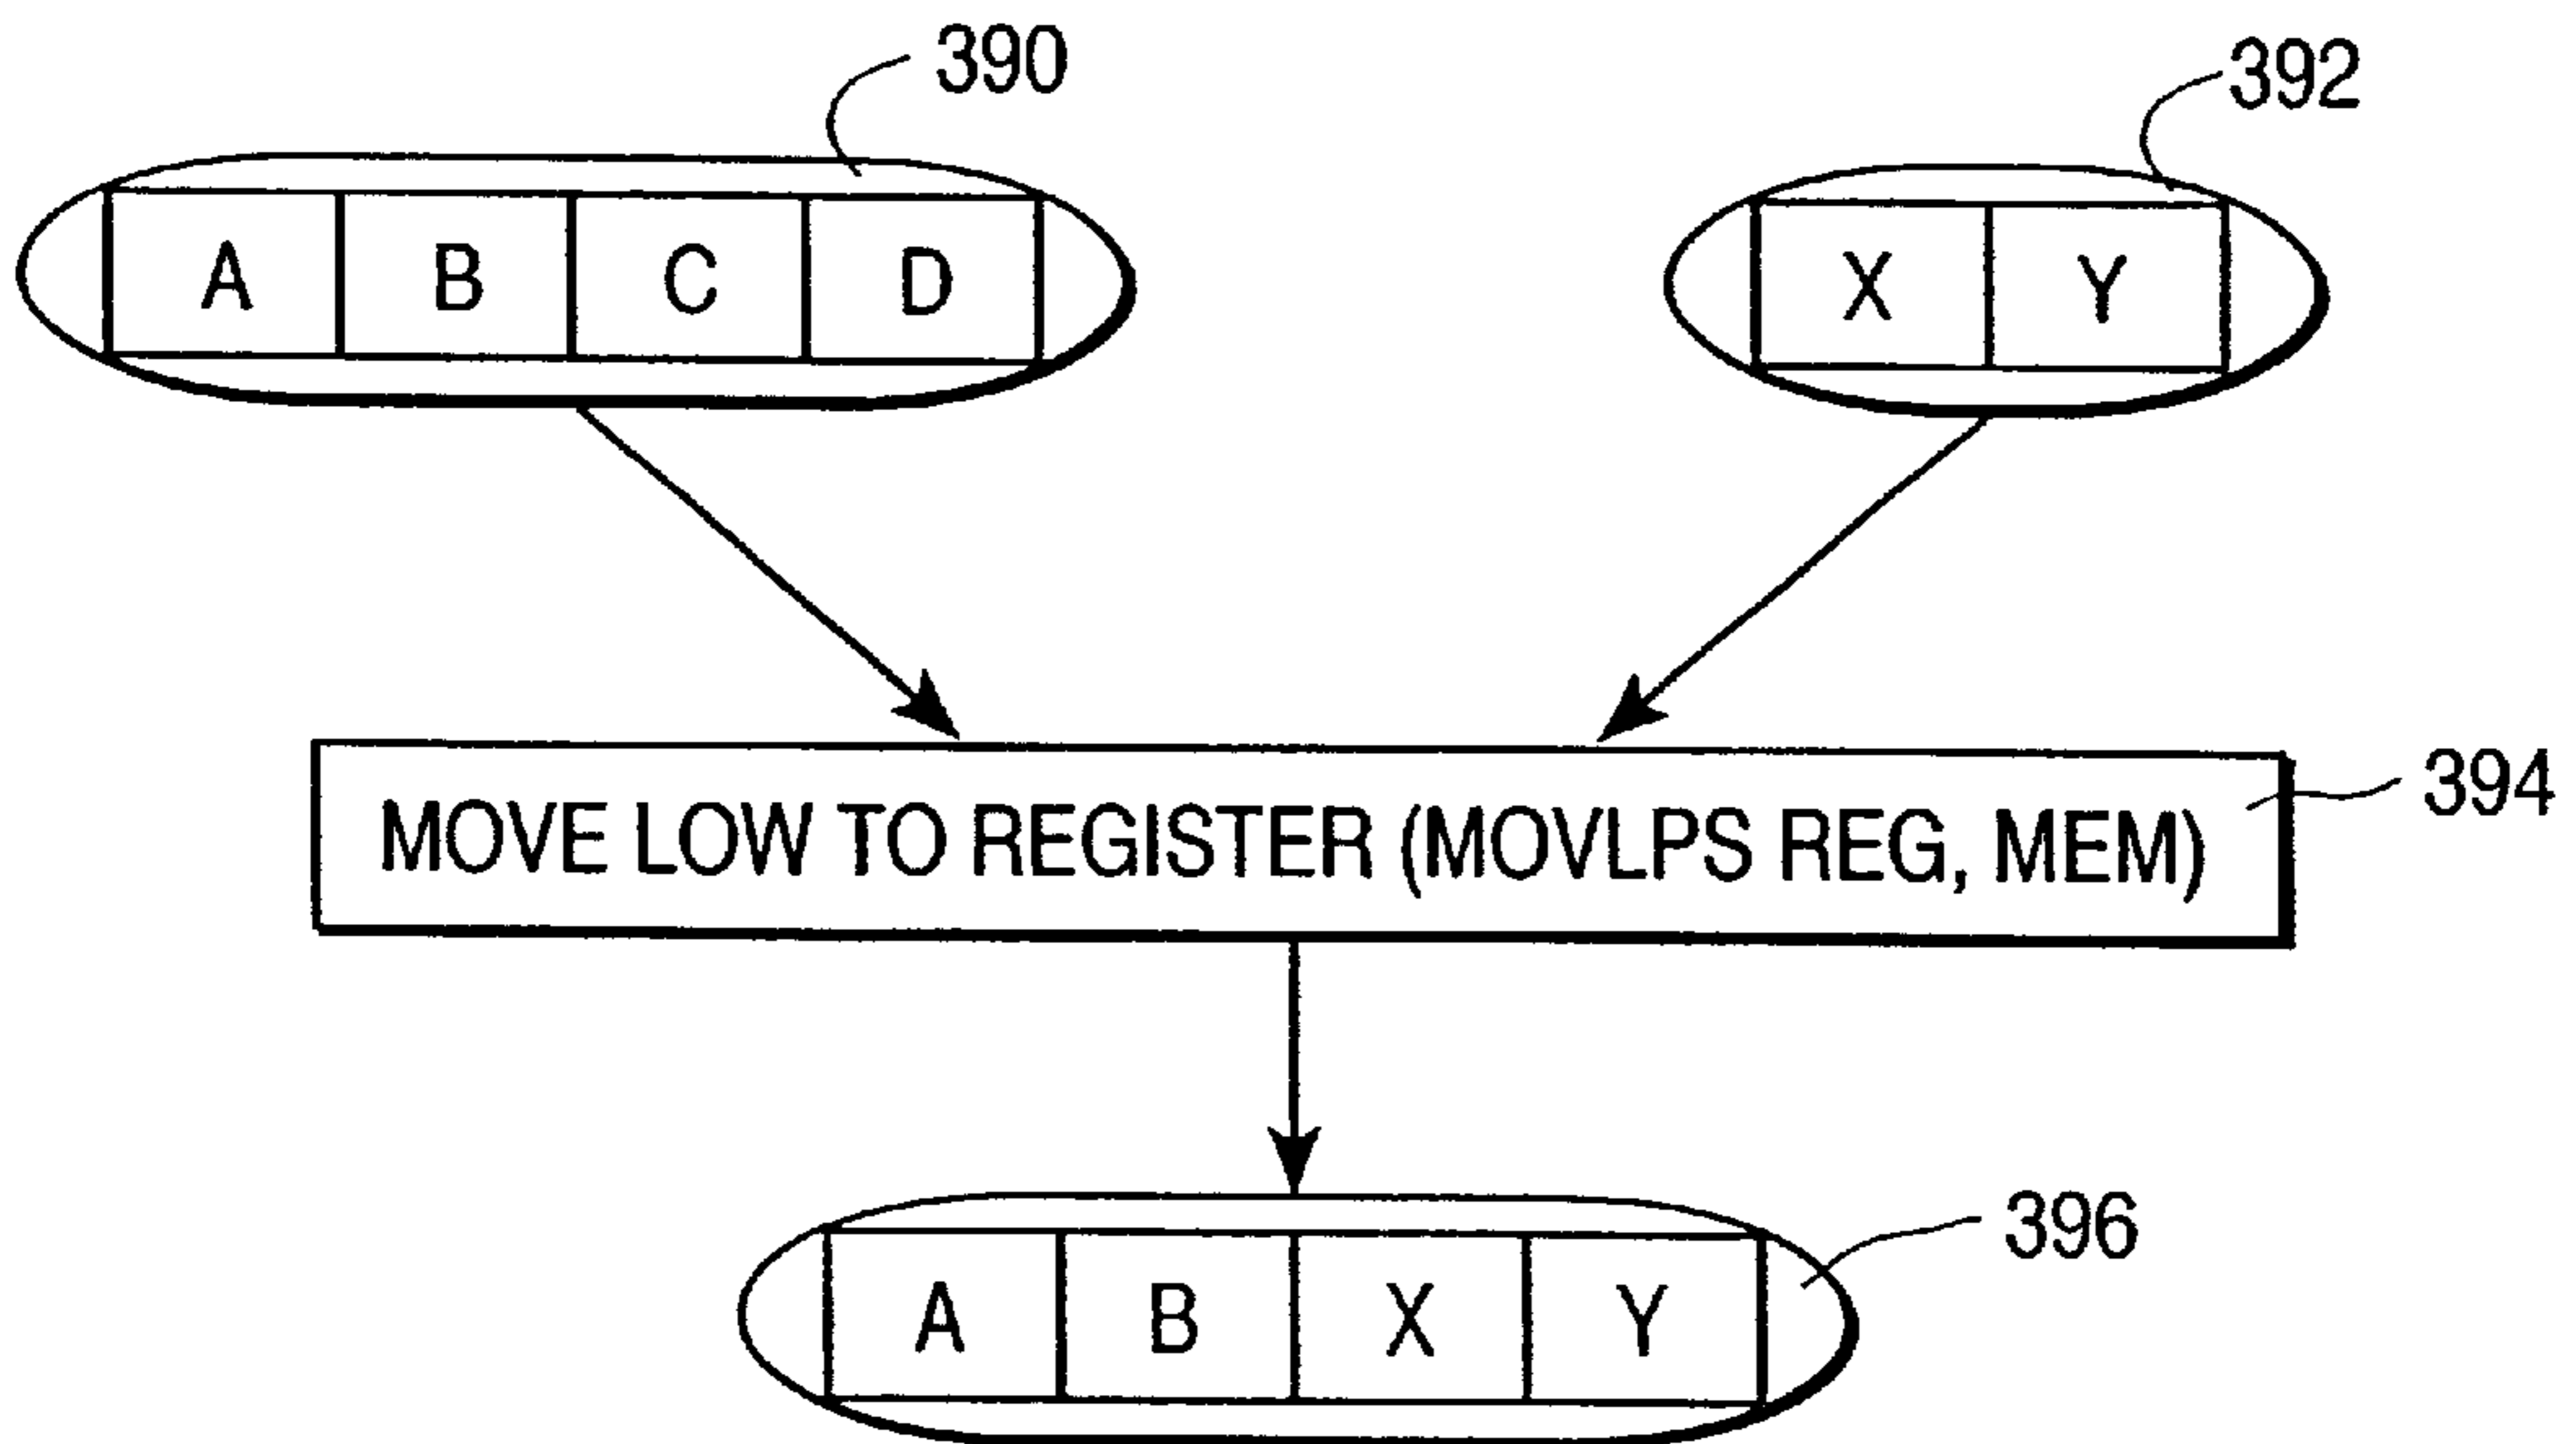 390
392
A B C D
X Y
MOVE LOW TO REGISTER (MOVLPS REG, MEM)
394
396
A B X Y